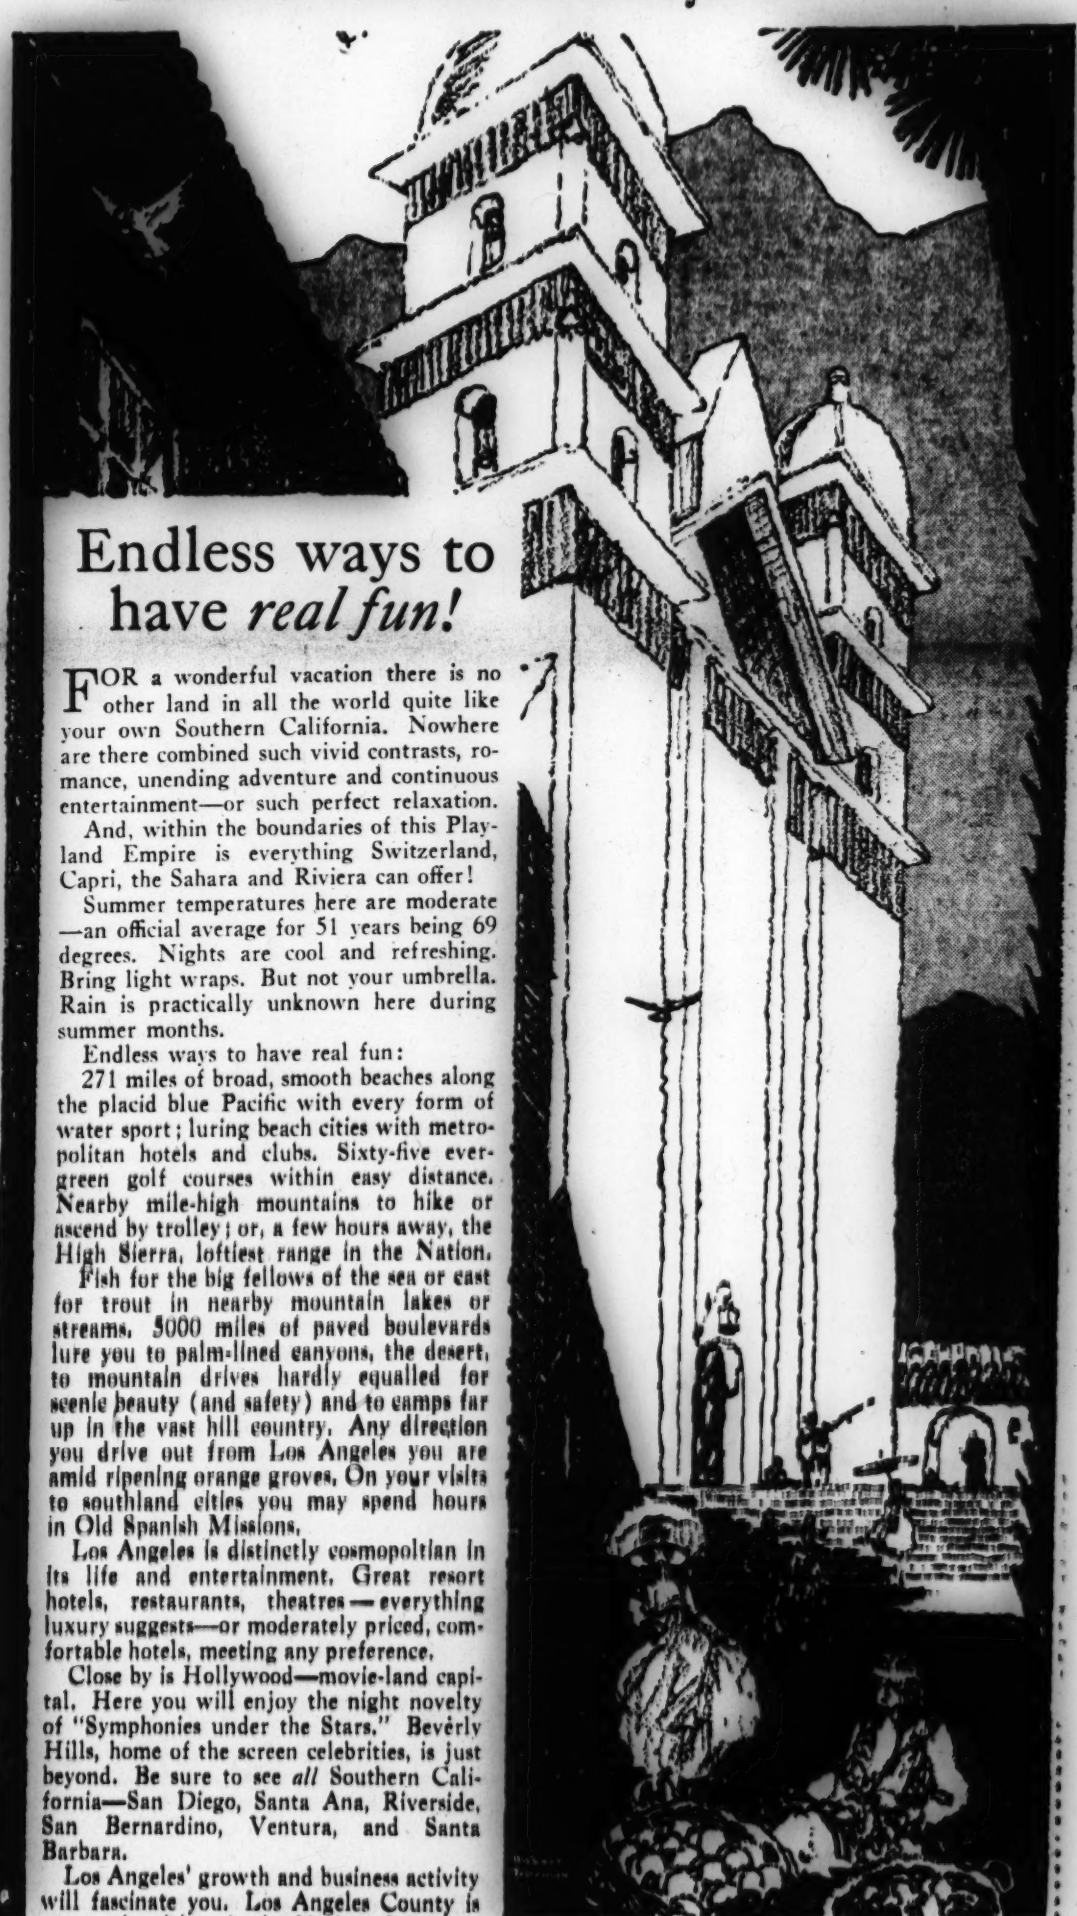 Endless ways to
have real fun!
FOR a wonderful vacation there is no
other land in all the world quite like
your own Southern California. Nowhere
are there combined such vivid contrasts, ro-
mance, unending adventure and continuous
entertainment—or such perfect relaxation.
And, within the boundaries of this Play-
land Empire is everything Switzerland,
Capri, the Sahara and Riviera can offer!
Summer temperatures here are moderate
—an official average for 51 years being 69
degrees. Nights are cool and refreshing.
Bring light wraps. But not your umbrella.
Rain is practically unknown here during
summer months.
Endless ways to have real fun:
271 miles of broad, smooth beaches along
the placid blue Pacific with every form of
water sport; luring beach cities with metro-
politan hotels and clubs. Sixty-five ever-
green golf courses within easy distance.
Nearby mile-high mountains to hike or
ascend by trolley; or, a few hours away, the
High Sierra, loftiest range in the Nation.
Fish for the big fellows of the sea or cast
for trout in nearby mountain lakes or
streams. 5000 miles of paved boulevards
lure you to palm-lined canyons, the desert,
to mountain drives hardly equalled for
scenic beauty (and safety) and to camps far
up in the vast hill country. Any direction
you drive out from Los Angeles you are
amid ripening orange groves. On your visits
to southland cities you may spend hours
in Old Spanish Missions.
Los Angeles is distinctly cosmopoltian in
its life and entertainment. Great resort
hotels, restaurants, theatres—everything
luxury suggests—or moderately priced, com-
fortable hotels, meeting any preference.
Close by is Hollywood—movie-land capi-
tal. Here you will enjoy the night novelty
of "Symphonies under the Stars." Beverly
Hills, home of the screen celebrities, is just
beyond. Be sure to see all Southern Cali-
fornia—San Diego, Santa Ana, Riverside,
San Bernardino, Ventura, and Santa
Barbara.
Los Angeles' growth and business activity
will fascinate you. Los Angeles County is